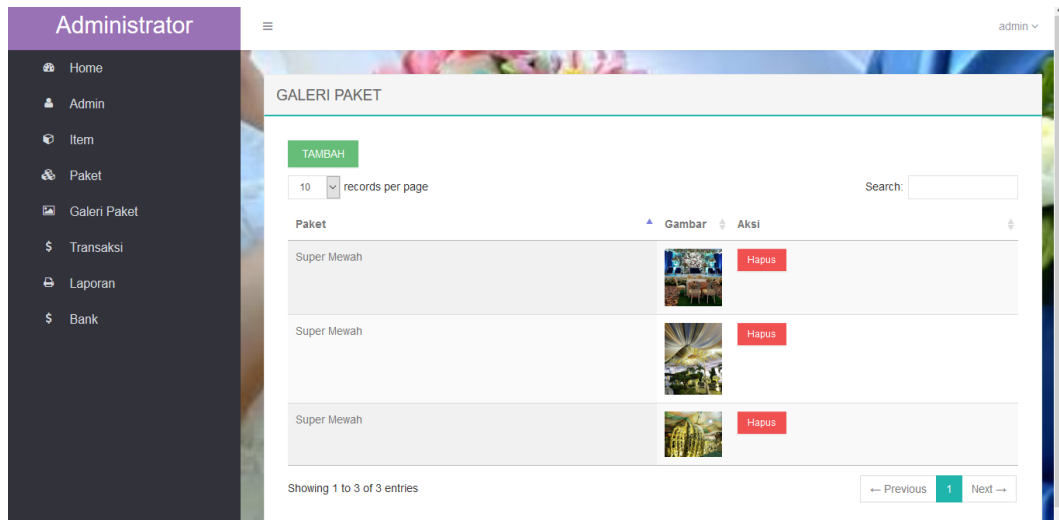 Administrator
admin
Home
Admin
Item
Paket
Galeri Paket
Transaksi
Laporan
Bank
GALERI PAKET
TAMBAH
10 records per page
Search:
Paket Gambar Aksi
Super Mewah Hapus
Super Mewah Hapus
Super Mewah Hapus
Showing 1 to 3 of 3 entries
← Previous 1 Next →